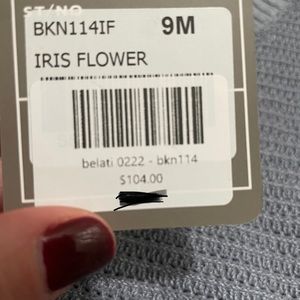 ST/NO
BKN114IF 9M
IRIS FLOWER
belati 0222 - bkn114
$104.00